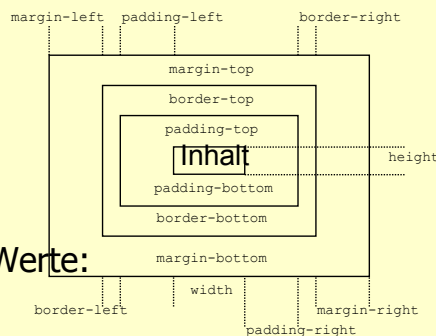 margin-left padding-left border-right
margin-top
border-top
padding-top
Inhalt
height
padding-bottom
border-bottom
Werte:
margin-bottom
width
border-left margin-right
padding-right